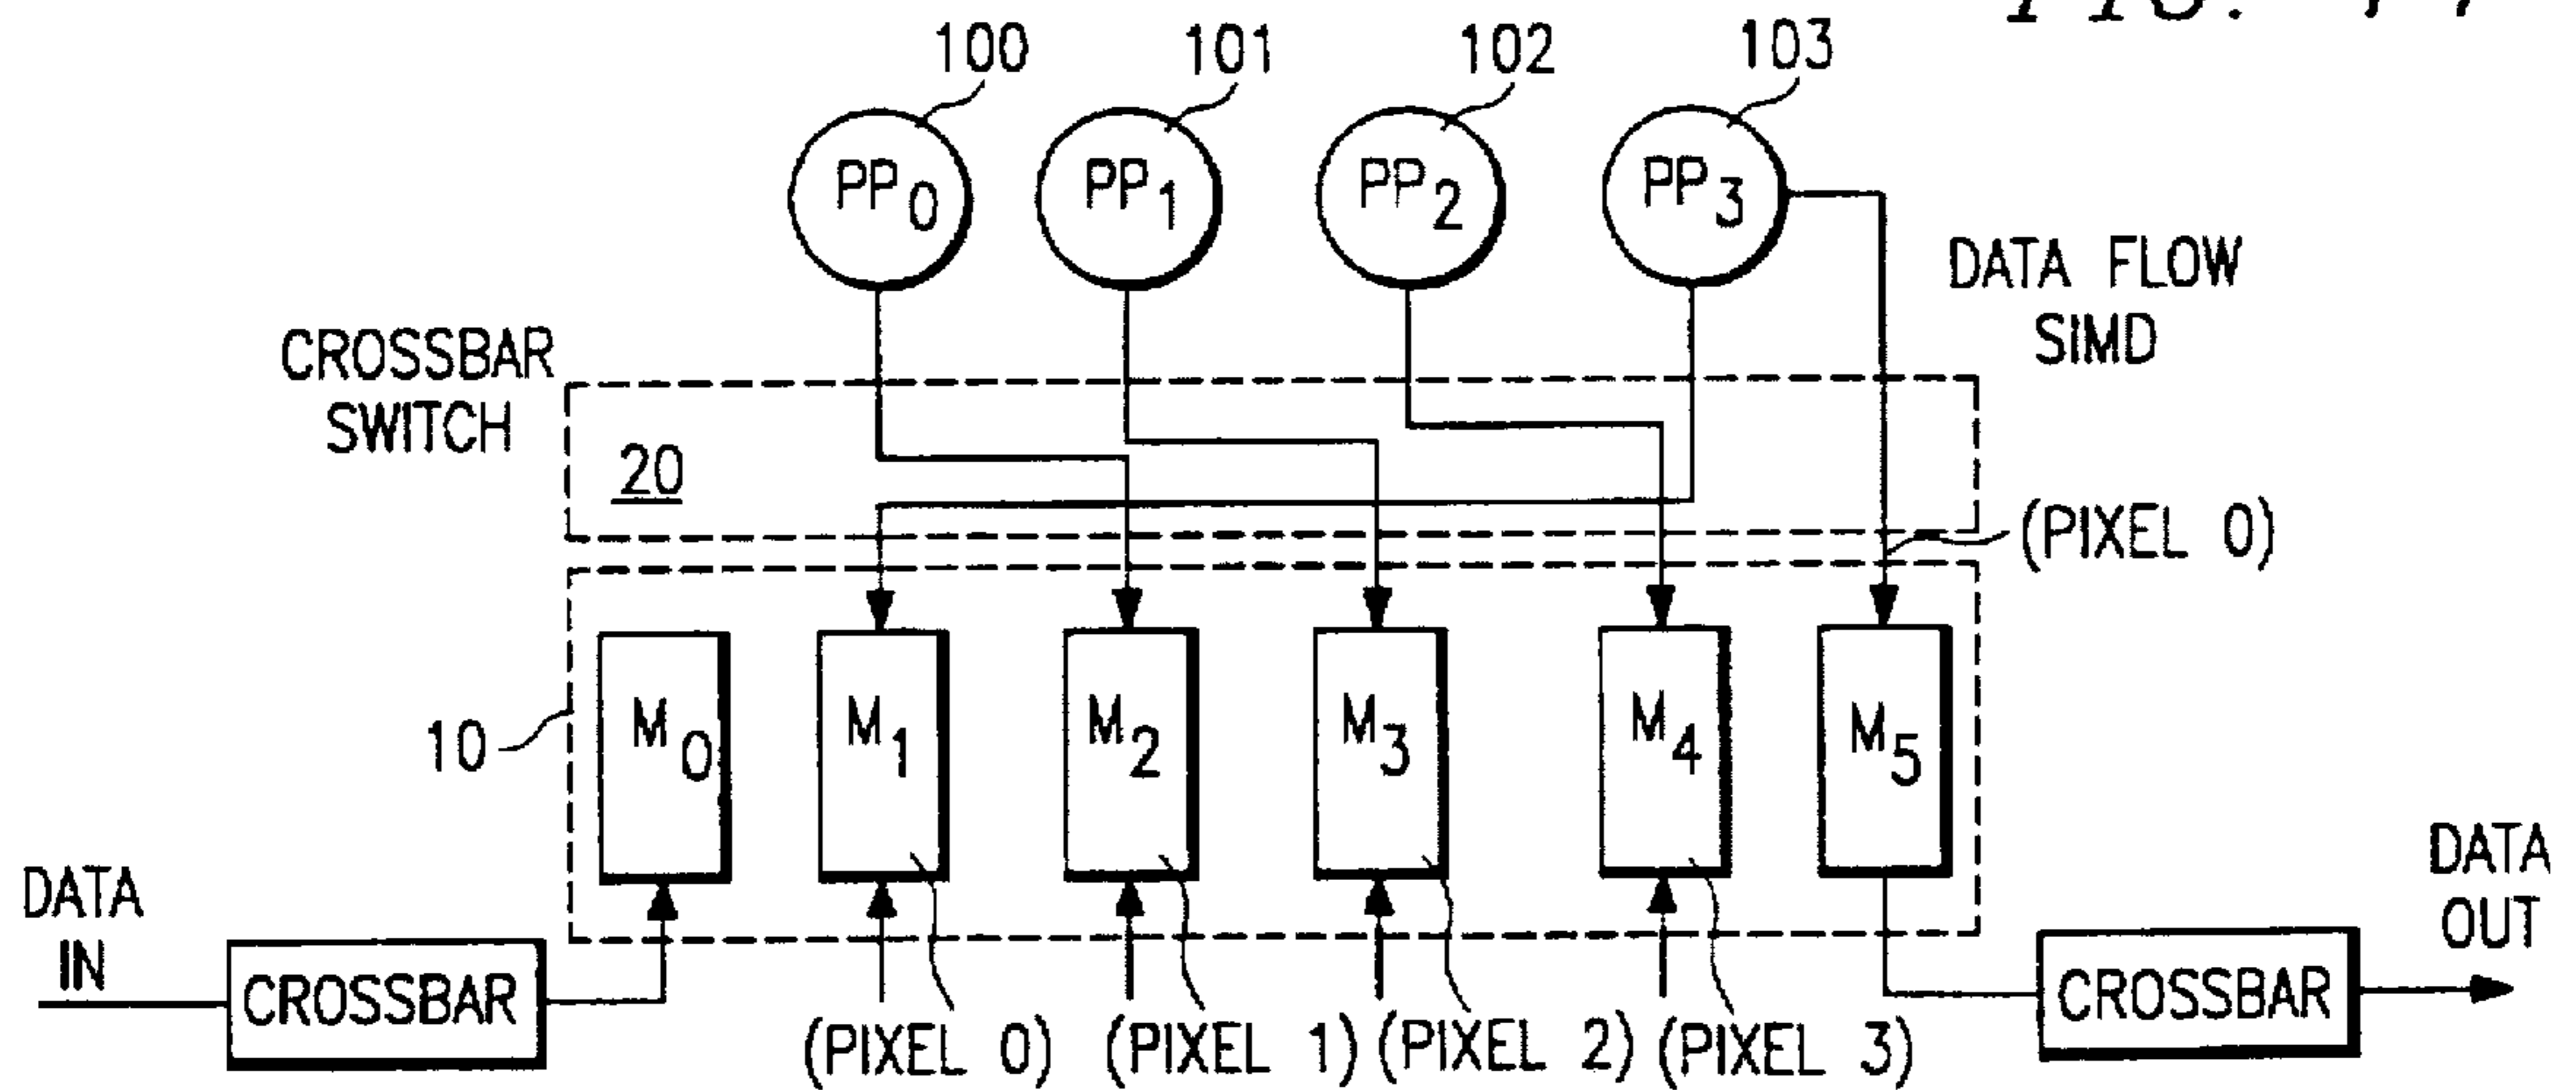 100 101 102 103
PP0 PP1 PP2 PP3
DATA FLOW
SIMD
CROSSBAR
SWITCH
20
(PIXEL 0)
10
M0 M1 M2 M3 M4 M5
DATA
IN
CROSSBAR
(PIXEL 0) (PIXEL 1) (PIXEL 2) (PIXEL 3)
CROSSBAR
DATA
OUT